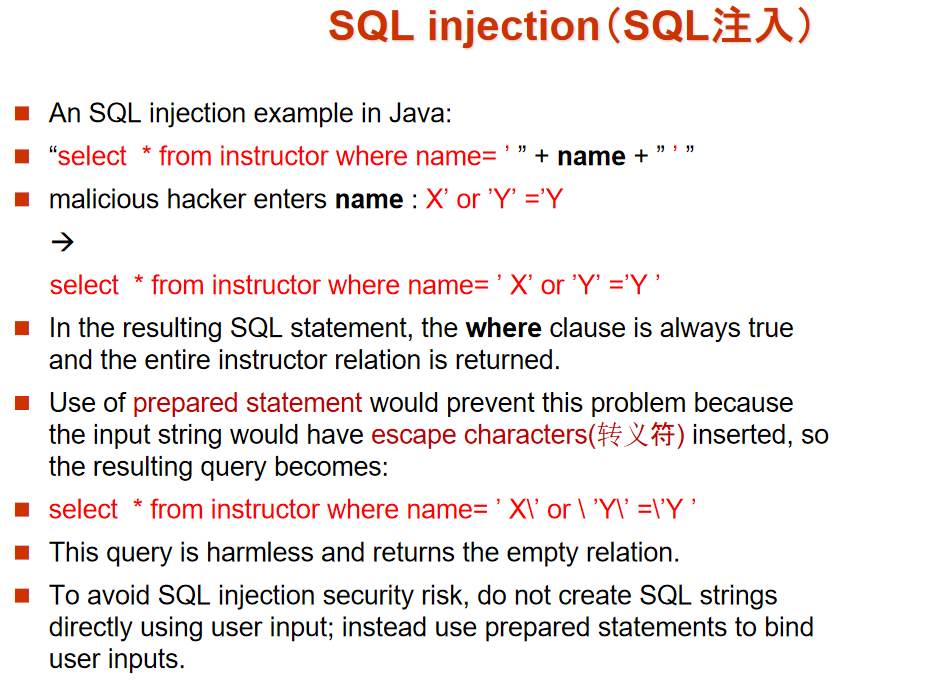 SQL injection(SQL注入)
■ An SQL injection example in Java:
■ “select * from instructor where name= ’ ” + name + ” ’ ”
■ malicious hacker enters name : X’ or ’Y’ =’Y
→
select * from instructor where name= ’ X’ or ’Y’ =’Y ’
■ In the resulting SQL statement, the where clause is always true
and the entire instructor relation is returned.
■ Use of prepared statement would prevent this problem because
the input string would have escape characters(转义符) inserted, so
the resulting query becomes:
■ select * from instructor where name= ’ X\’ or \ ’Y\’ =\’Y ’
■ This query is harmless and returns the empty relation.
■ To avoid SQL injection security risk, do not create SQL strings
directly using user input; instead use prepared statements to bind
user inputs.